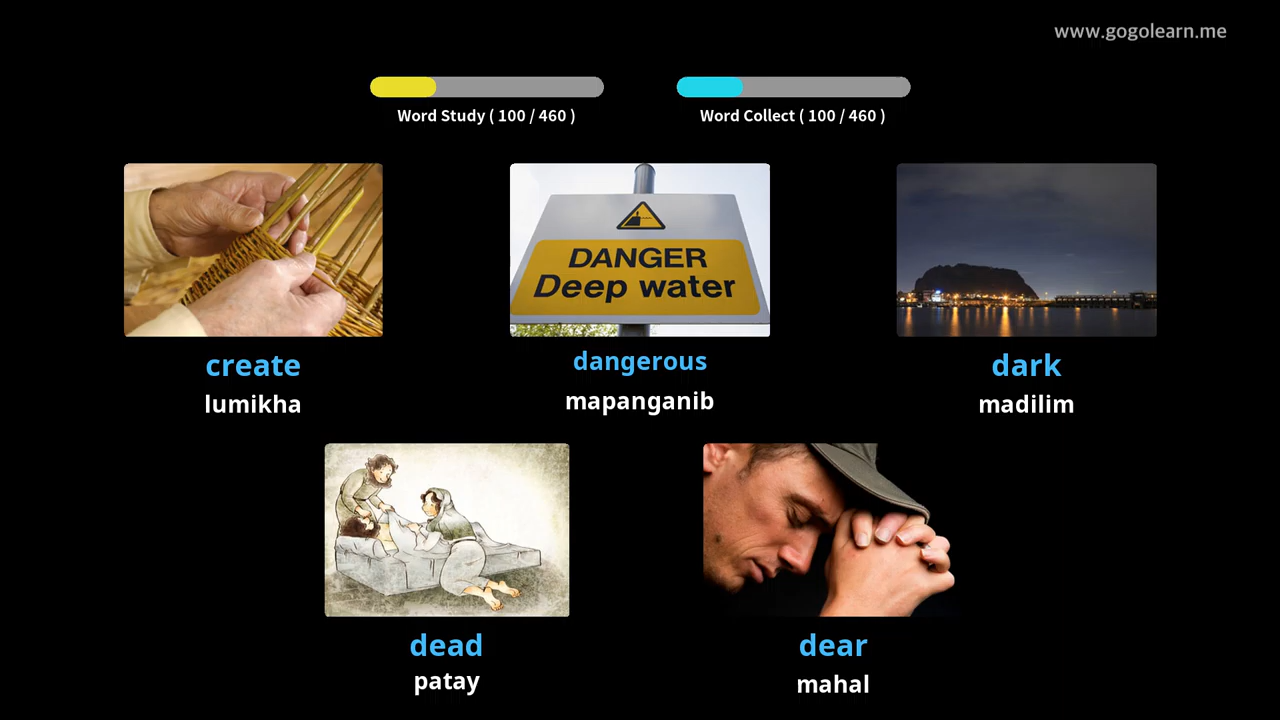 www.gogolearn.me
Word Study ( 100 / 460 )
Word Collect ( 100 / 460 )
DANGER
Deep water
create
lumikha
dangerous
mapanganib
dark
madilim
dead
patay
dear
mahal